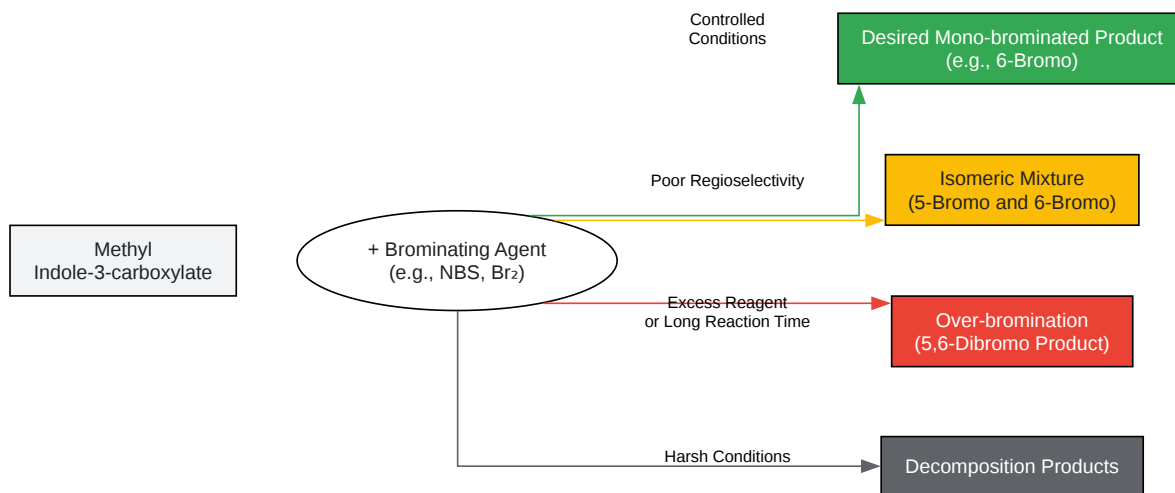 Controlled
Conditions
Desired Mono-brominated Product
(e.g., 6-Bromo)
Poor Regioselectivity
Isomeric Mixture
(5-Bromo and 6-Bromo)
Methyl
Indole-3-carboxylate
+ Brominating Agent
(e.g., NBS, Br₂)
Excess Reagent
or Long Reaction Time
Over-bromination
(5,6-Dibromo Product)
Harsh Conditions
Decomposition Products